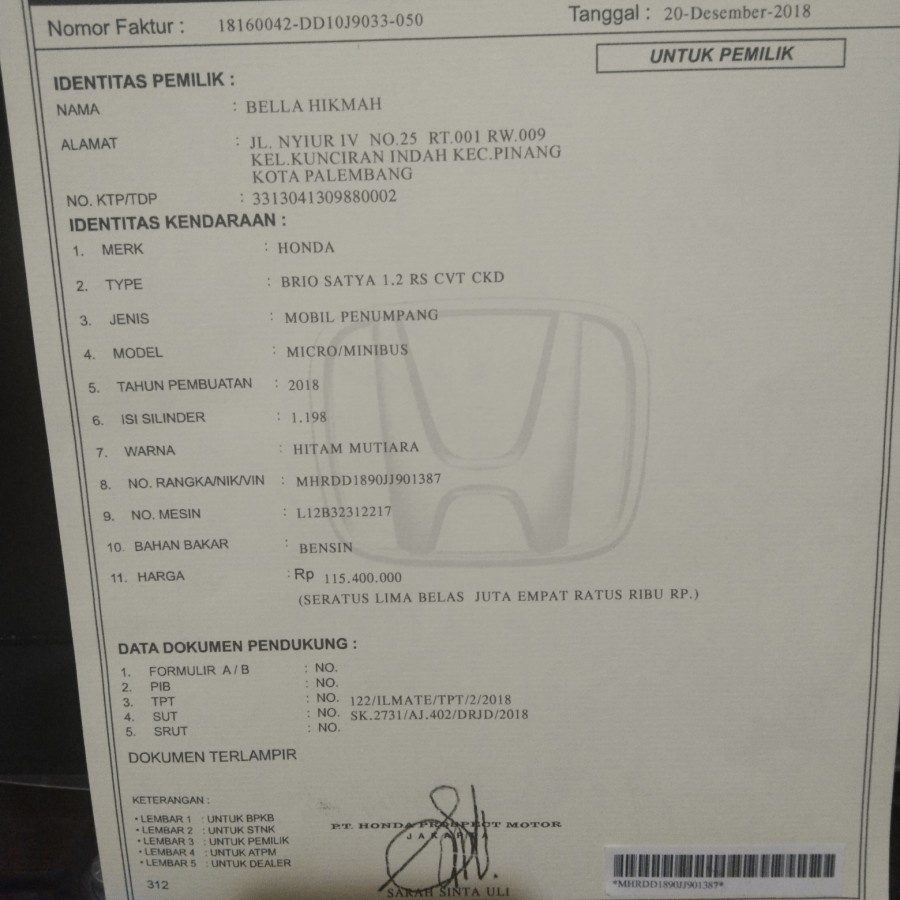 Nomor Faktur : 18160042-DD10J9033-050 Tanggal : 20-Desember-2018
UNTUK PEMILIK
IDENTITAS PEMILIK :
NAMA : BELLA HIKMAH
ALAMAT : JL. NYIUR IV NO.25 RT.001 RW.009
KEL.KUNCIRAN INDAH KEC.PINANG
KOTA PALEMBANG
NO. KTP/TDP : 3313041309880002
IDENTITAS KENDARAAN :
1. MERK : HONDA
2. TYPE : BRIO SATYA 1.2 RS CVT CKD
3. JENIS : MOBIL PENUMPANG
4. MODEL : MICRO/MINIBUS
5. TAHUN PEMBUATAN : 2018
6. ISI SILINDER : 1.198
7. WARNA : HITAM MUTIARA
8. NO. RANGKA/NIK/VIN : MHRDD1890JJ901387
9. NO. MESIN : L12B32312217
10. BAHAN BAKAR : BENSIN
11. HARGA : Rp 115.400.000
(SERATUS LIMA BELAS JUTA EMPAT RATUS RIBU RP.)
DATA DOKUMEN PENDUKUNG :
1. FORMULIR A / B : NO.
2. PIB : NO.
3. TPT : NO. 122/ILMATE/TPT/2/2018
4. SUT : NO. SK.2731/AJ.402/DRJD/2018
5. SRUT : NO.
DOKUMEN TERLAMPIR
KETERANGAN :
• LEMBAR 1 : UNTUK BPKB
• LEMBAR 2 : UNTUK STNK
• LEMBAR 3 : UNTUK PEMILIK
• LEMBAR 4 : UNTUK ATPM
• LEMBAR 5 : UNTUK DEALER
312
PT. HONDA PROSPECT MOTOR
JAKARTA
SARAH SINTA ULI
*MHRDD1890JJ901387*